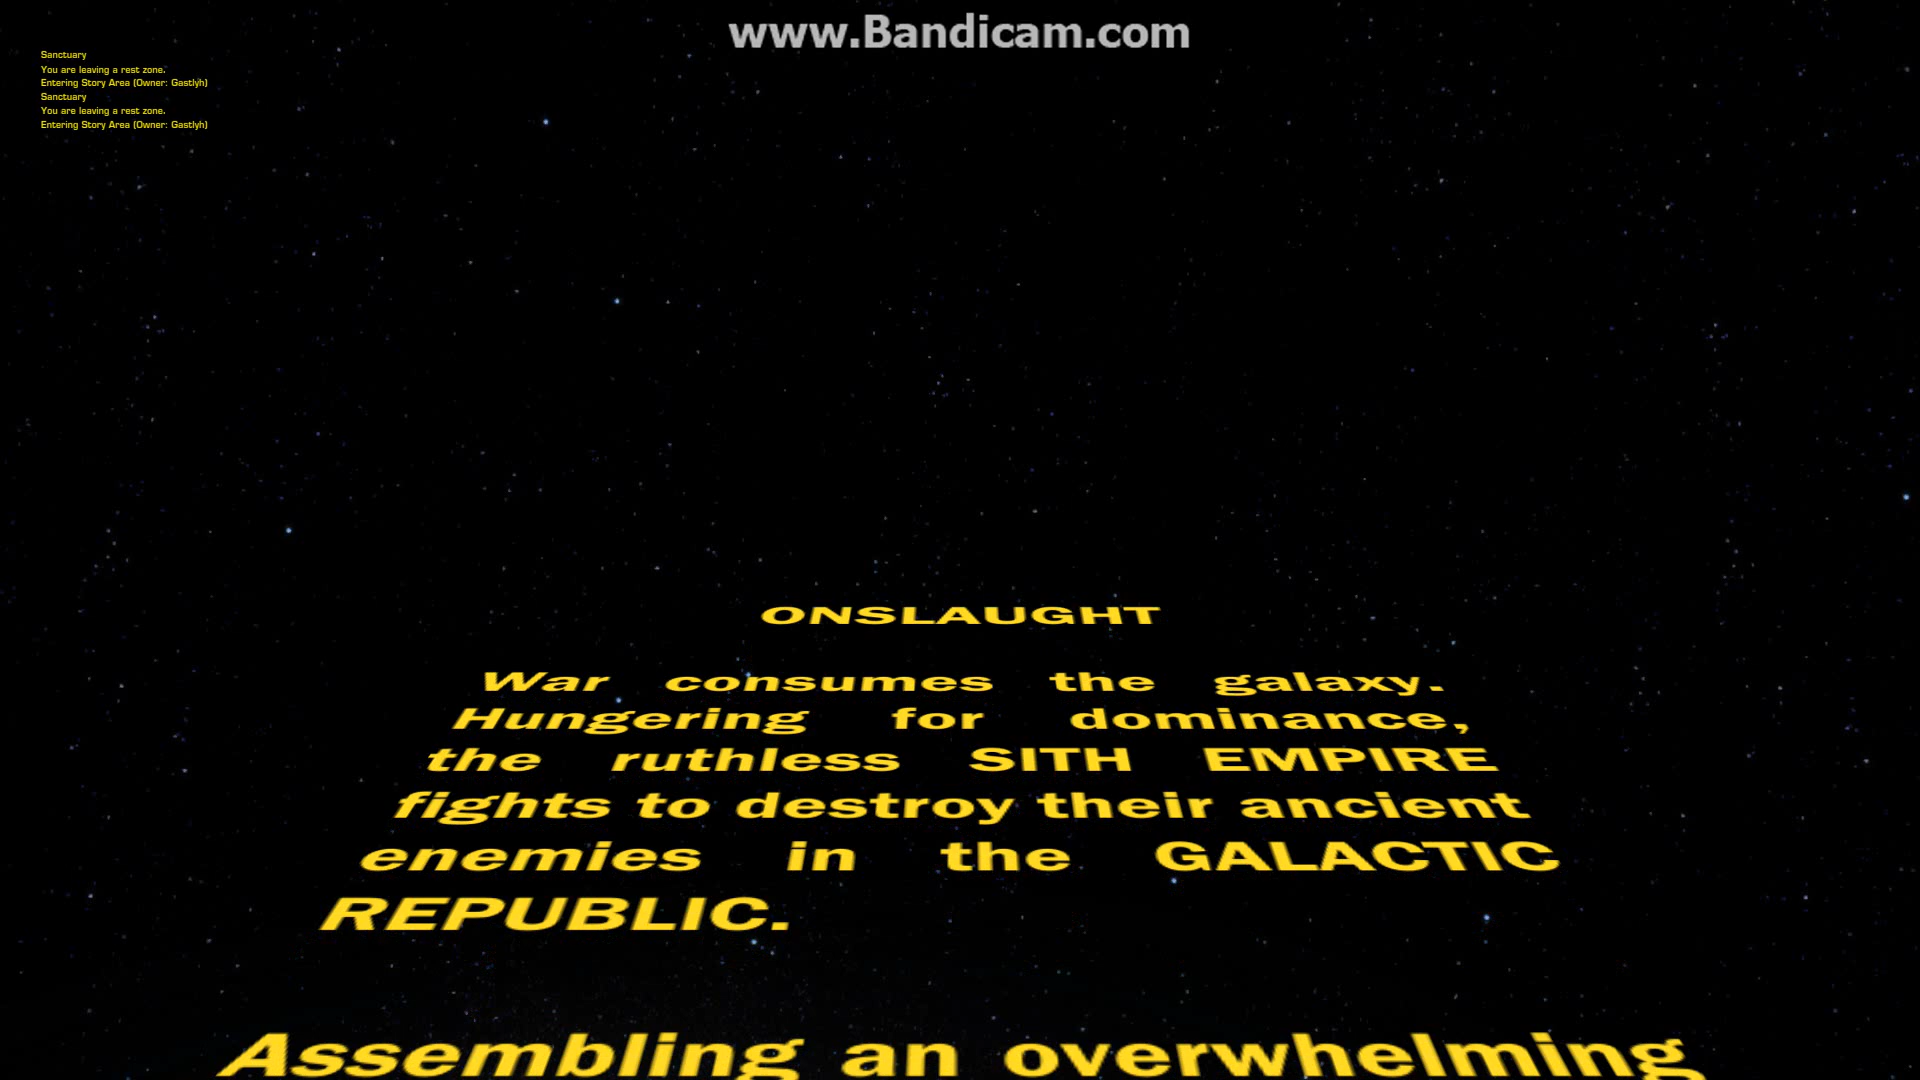 www.Bandicam.com
Sanctuary
You are leaving a rest zone.
Entering Story Area (Owner: Gastlyh)
Sanctuary
You are leaving a rest zone.
Entering Story Area (Owner: Gastlyh)
ONSLAUGHT
War consumes the galaxy.
Hungering for dominance,
the ruthless SITH EMPIRE
fights to destroy their ancient
enemies in the GALACTIC
REPUBLIC.
Assembling an overwhelming